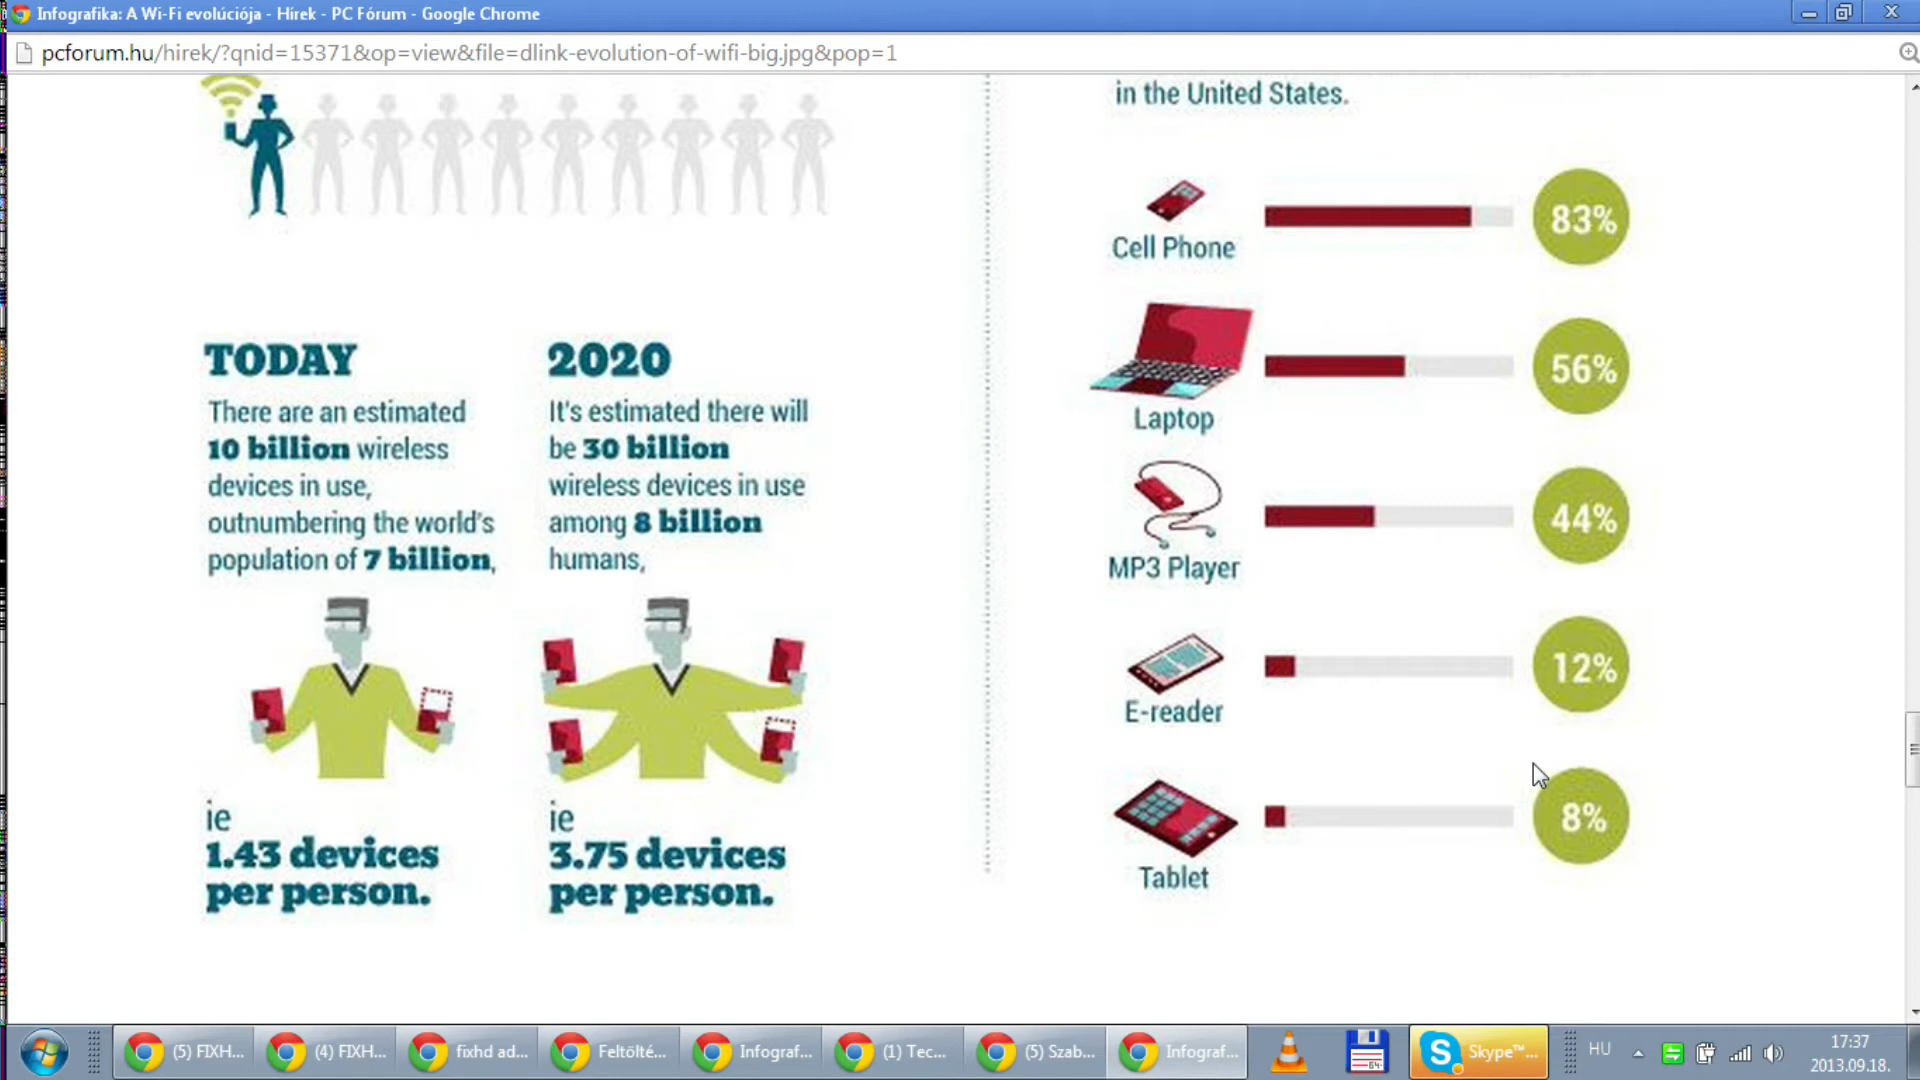 Infografika: A Wi-Fi evolúciója - Hírek - PC Fórum - Google Chrome
pcforum.hu/hirek/?qnid=15371&op=view&file=dlink-evolution-of-wifi-big.jpg&pop=1
TODAY
There are an estimated
10 billion wireless
devices in use,
outnumbering the world's
population of 7 billion,
ie
1.43 devices
per person.
2020
It's estimated there will
be 30 billion
wireless devices in use
among 8 billion
humans,
ie
3.75 devices
per person.
in the United States.
Cell Phone
83%
Laptop
56%
MP3 Player
44%
E-reader
12%
Tablet
8%
(5) FIXH...
(4) FIXH...
fixhd ad...
Feltölté...
Infograf...
(1) Tec...
(5) Szab...
Infograf...
64
Skype™...
HU
17:37
2013.09.18.